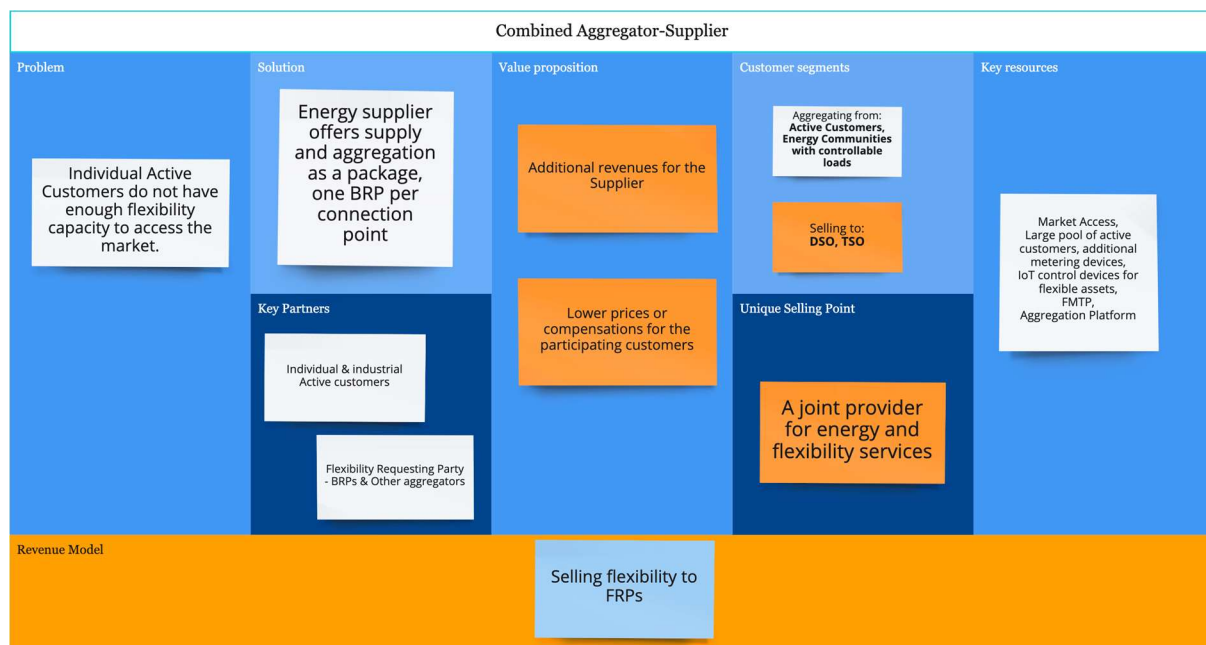 Combined Aggregator-Supplier
Problem
Individual Active
Customers do not have
enough flexibility
capacity to access the
market.
Solution
Energy supplier
offers supply
and aggregation
as a package,
one BRP per
connection
point
Key Partners
Individual & industrial
Active customers
Flexibility Requesting Party
- BRPs & Other aggregators
Value proposition
Additional revenues for the
Supplier
Lower prices or
compensations for the
participating customers
Customer segments
Aggregating from:
Active Customers,
Energy Communities
with controllable
loads
Selling to:
DSO, TSO
Unique Selling Point
A joint provider
for energy and
flexibility services
Key resources
Market Access,
Large pool of active
customers, additional
metering devices,
IoT control devices for
flexible assets,
FMTP,
Aggregation Platform
Revenue Model
Selling flexibility to
FRPs